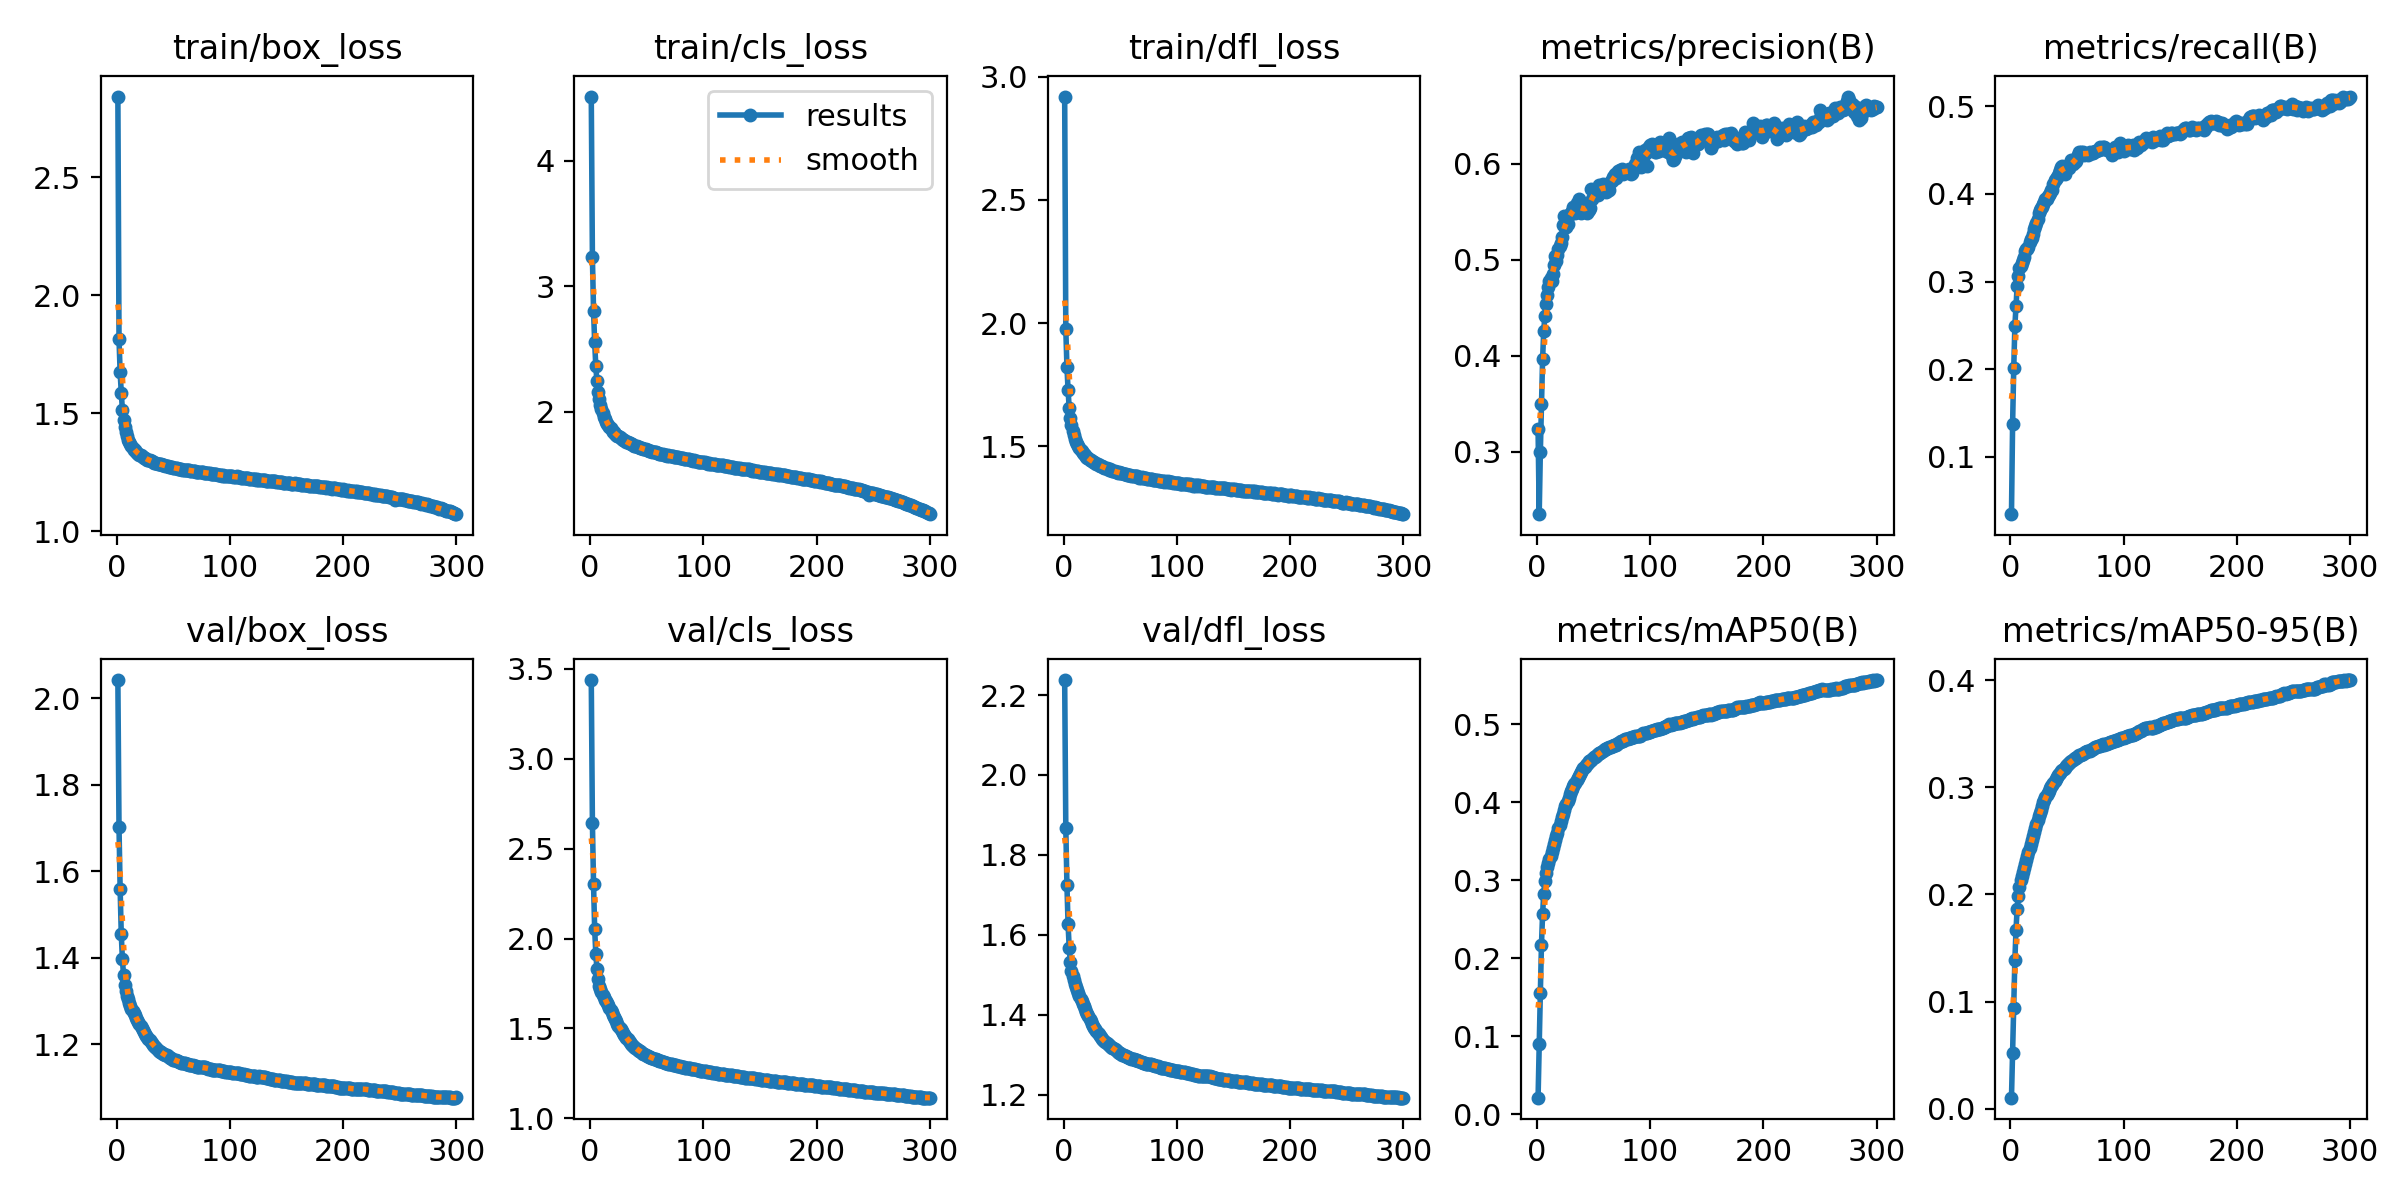 train/box_loss
2.5
2.0
1.5
1.0
0 100 200 300
train/cls_loss
results
smooth
4
3
2
0 100 200 300
train/dfl_loss
3.0
2.5
2.0
1.5
0 100 200 300
metrics/precision(B)
0.6
0.5
0.4
0.3
0 100 200 300
metrics/recall(B)
0.5
0.4
0.3
0.2
0.1
0 100 200 300
val/box_loss
2.0
1.8
1.6
1.4
1.2
0 100 200 300
val/cls_loss
3.5
3.0
2.5
2.0
1.5
1.0
0 100 200 300
val/dfl_loss
2.2
2.0
1.8
1.6
1.4
1.2
0 100 200 300
metrics/mAP50(B)
0.5
0.4
0.3
0.2
0.1
0.0
0 100 200 300
metrics/mAP50-95(B)
0.4
0.3
0.2
0.1
0.0
0 100 200 300